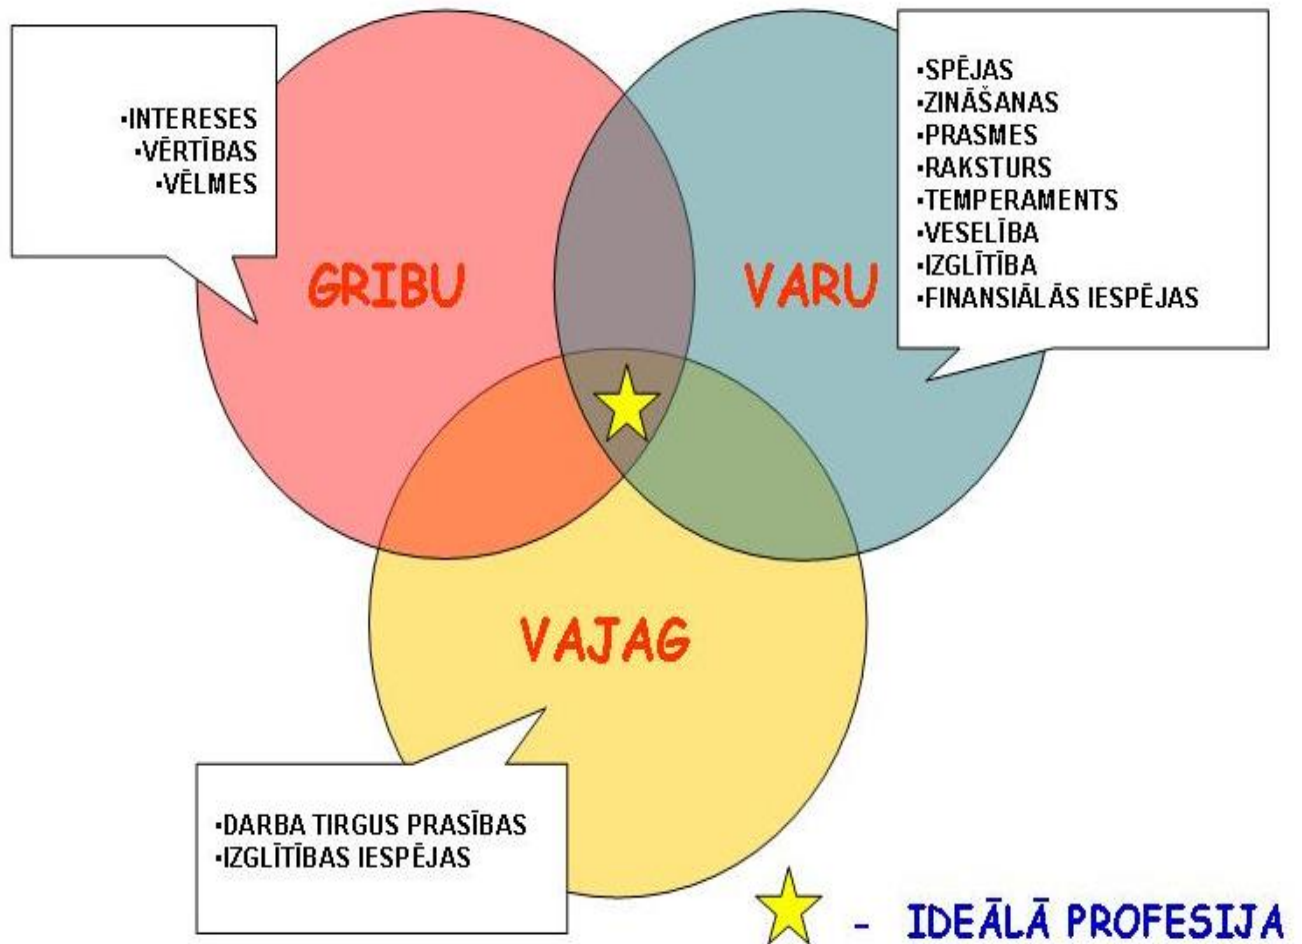 •INTERESES
•VĒRTĪBAS
•VĒLMES
•SPĒJAS
•ZINĀŠANAS
•PRASMES
•RAKSTURS
•TEMPERAMENTS
•VESELĪBA
•IZGLĪTĪBA
•FINANSIĀLĀS IESPĒJAS
GRIBU
VARU
VAJAG
•DARBA TIRGUS PRASĪBAS
•IZGLĪTĪBAS IESPĒJAS
- IDEĀLĀ PROFESIJA